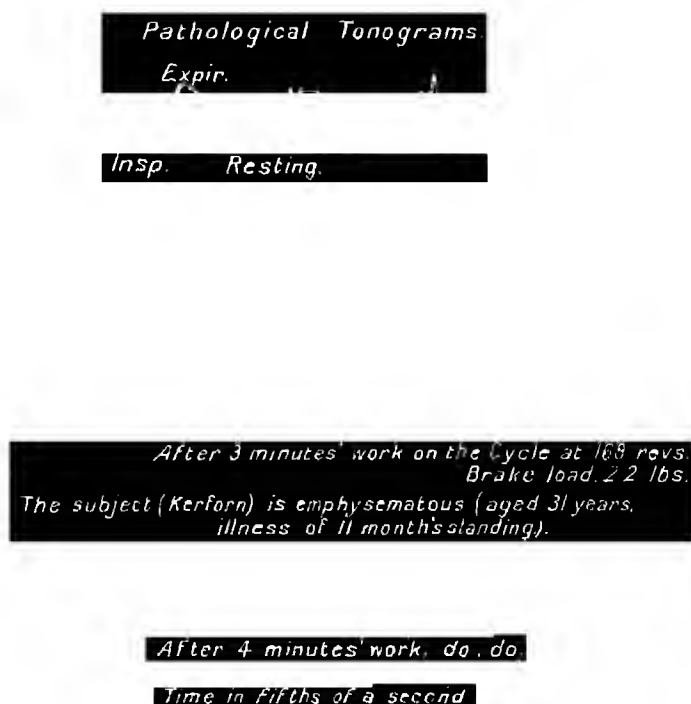 Pathological Tonograms.
Expir.
Insp. Resting.
After 3 minutes' work on the Cycle at 168 revs.
Brake load. 2 2 lbs.
The subject (Kerforn) is emphysematous (aged 31 years,
illness of 11 month's standing).
After 4 minutes' work, do. do.
Time in Fifths of a second